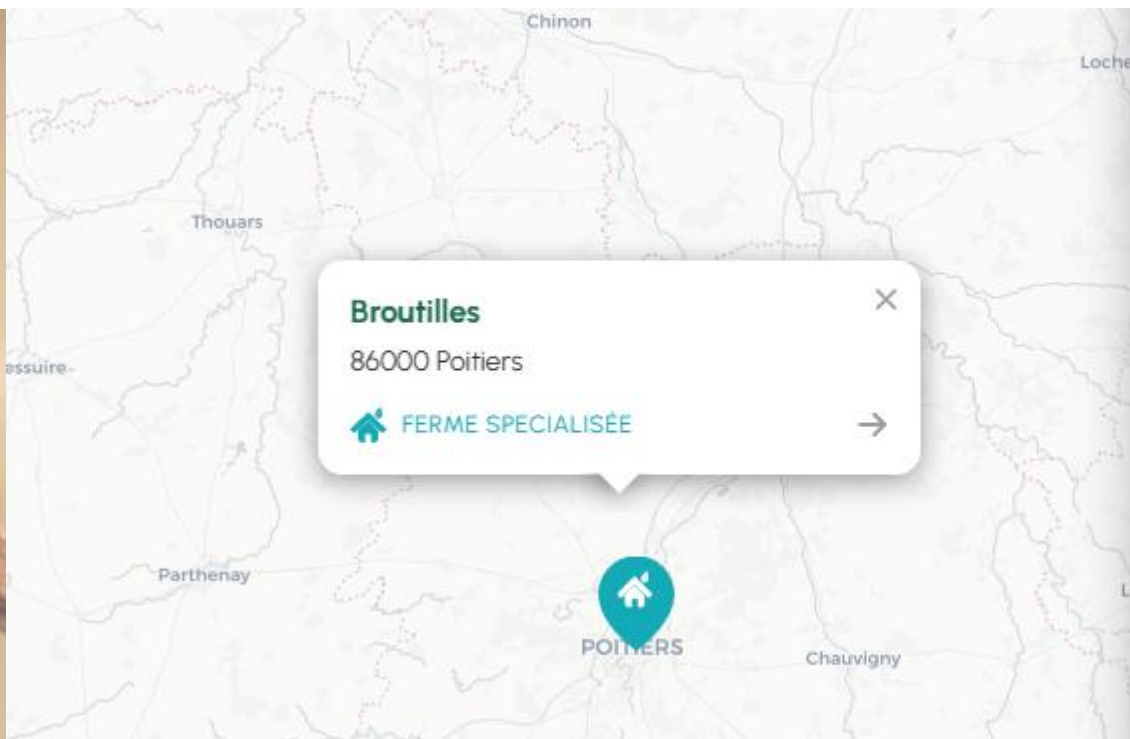 Chinon
Loche
Thouars
Broutilles
86000 Poitiers
essuire
FERME SPECIALISÉE
Parthenay
L
POITIERS
Chauvigny